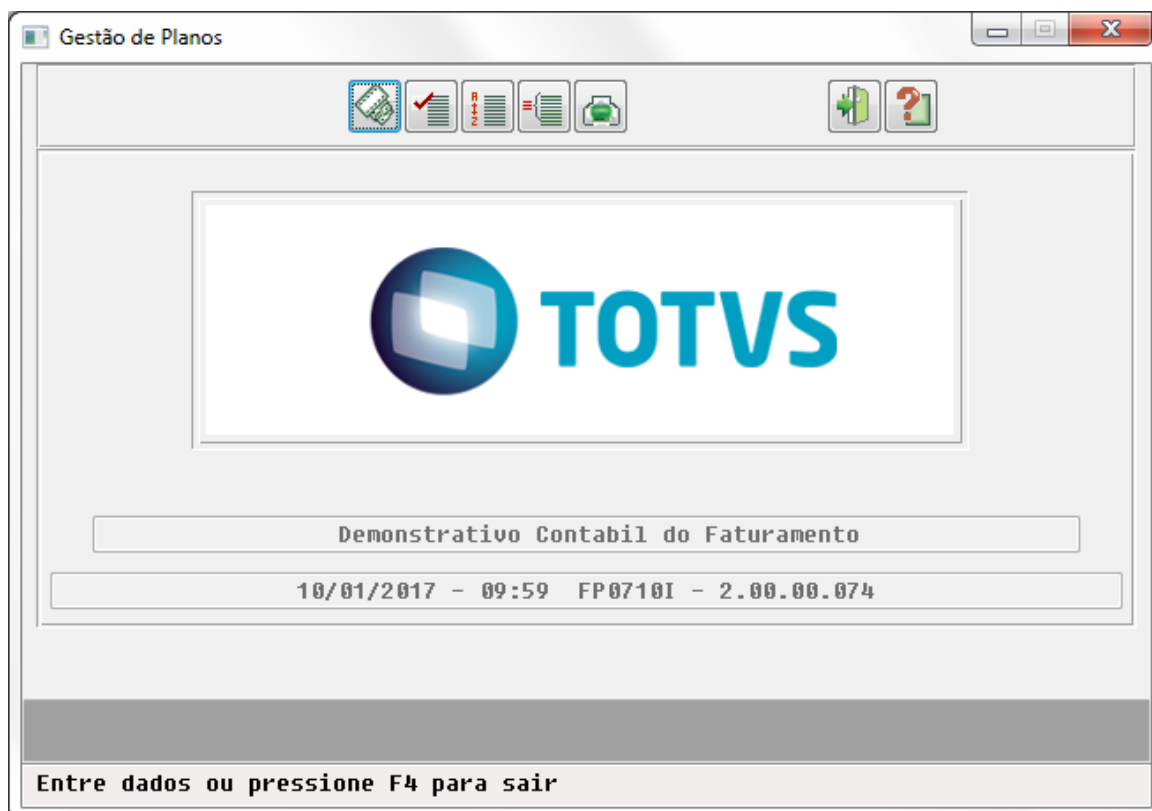 Gestão de Planos
TOTVS
Demonstrativo Contabil do Faturamento
10/01/2017 - 09:59 FP0710I - 2.00.00.074
Entre dados ou pressione F4 para sair